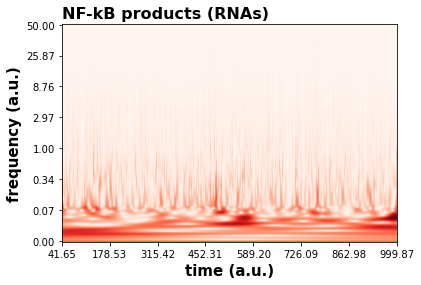 NF-kB products (RNAs)
frequency (a.u.)
50.00
25.87
8.76
2.97
1.00
0.34
0.07
0.00
41.65 178.53 315.42 452.31 589.20 726.09 862.98 999.87
time (a.u.)